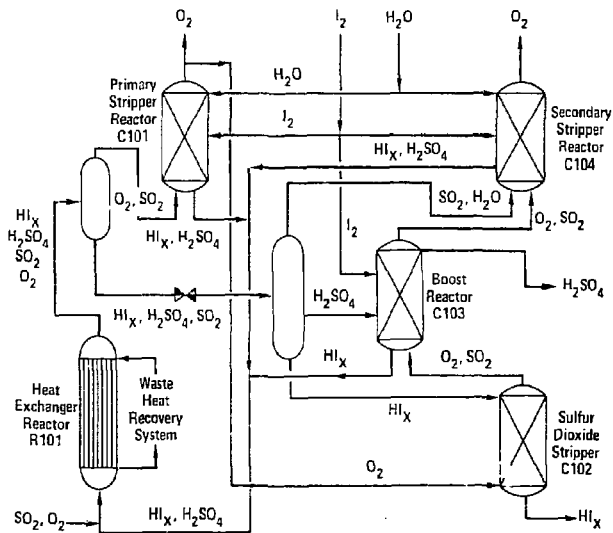 O₂
I₂
H₂O
O₂
Primary
Stripper
Reactor
C101
H₂O
I₂
HIₓ, H₂SO₄
Secondary
Stripper
Reactor
C104
O₂, SO₂
HIₓ, H₂SO₄
SO₂, H₂O
O₂, SO₂
HIₓ
H₂SO₄
SO₂
O₂
I₂
HIₓ, H₂SO₄, SO₂
H₂SO₄
Boost
Reactor
C103
H₂SO₄
HIₓ
O₂, SO₂
HIₓ
Heat
Exchanger
Reactor
R101
Waste
Heat
Recovery
System
Sulfur
Dioxide
Stripper
C102
O₂
SO₂, O₂
HIₓ, H₂SO₄
HIₓ